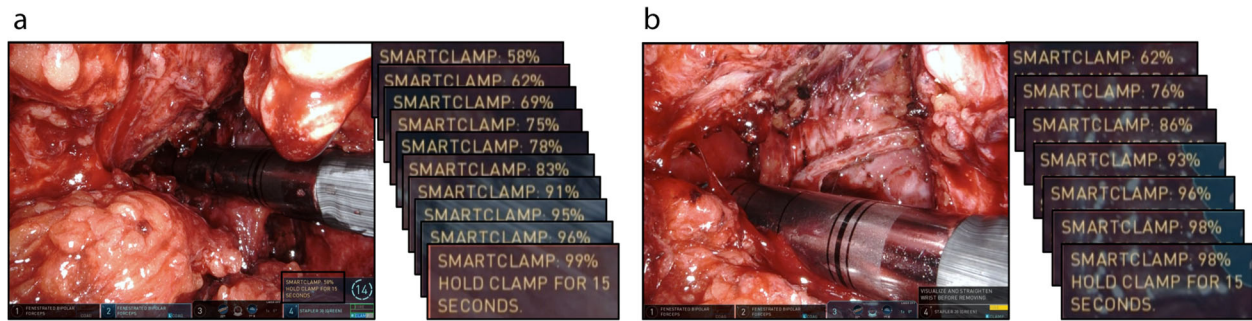 a
SMARTCLAMP: 58%
SMARTCLAMP: 62%
SMARTCLAMP: 69%
SMARTCLAMP: 75%
SMARTCLAMP: 78%
SMARTCLAMP: 83%
SMARTCLAMP: 91%
SMARTCLAMP: 95%
SMARTCLAMP: 96%
SMARTCLAMP: 99%
HOLD CLAMP FOR 15
SECONDS.
SMARTCLAMP: 58%
HOLD CLAMP FOR 15
SECONDS.
14
1 FENESTRATED BIPOLAR
FORCEPS
2 FENESTRATED BIPOLAR
FORCEPS
3
4 STAPLER
b
SMARTCLAMP: 62%
SMARTCLAMP: 76%
SMARTCLAMP: 86%
SMARTCLAMP: 93%
SMARTCLAMP: 96%
SMARTCLAMP: 98%
SMARTCLAMP: 98%
HOLD CLAMP FOR 15
SECONDS.
VISUALIZE AND STRAIGHTEN
WRIST BEFORE REMOVING
1 FENESTRATED BIPOLAR
FORCEPS
2 FENESTRATED BIPOLAR
FORCEPS
3
4 STAPLER